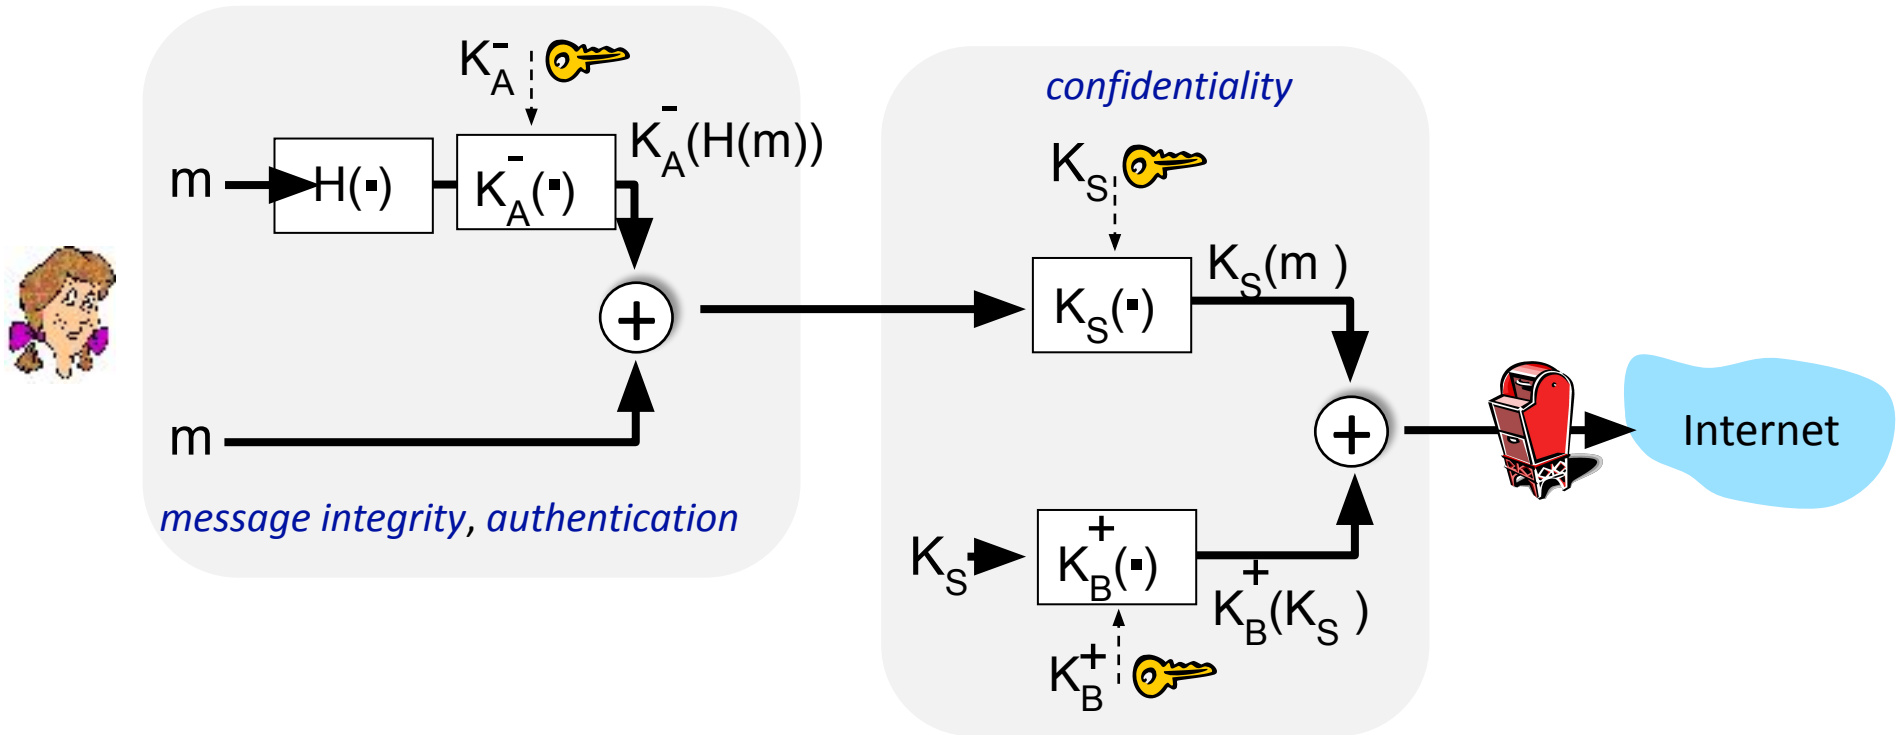 K_A^-
K_A^-(H(m))
m
H(▪)
K_A^-(▪)
+
m
message integrity, authentication
confidentiality
K_S
K_S(▪)
K_S(m )
+
Internet
K_S
K_B^+(▪)
K_B^+(K_S )
K_B^+